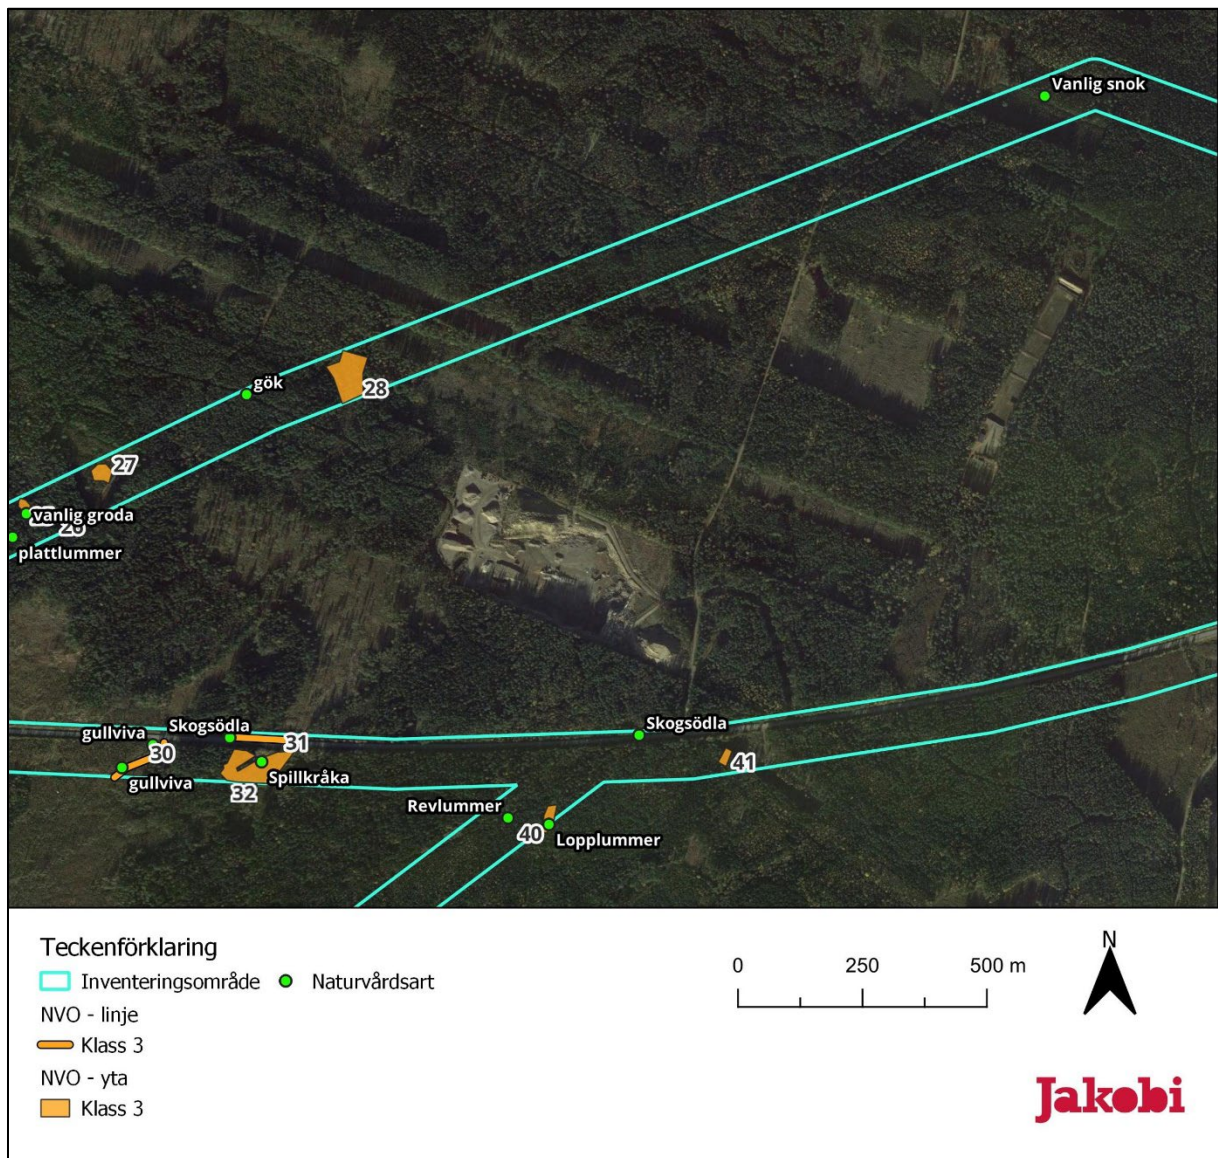 Vanlig snok
gök
28
27
vanlig groda
26
plattlummer
Skogsödla
gullviva
31
30
Skogsödla
41
gullviva
Spillkråka
32
Revlummer
40
Lopplummer
Teckenförklaring
Inventeringsområde
Naturvårdsart
NVO - linje
Klass 3
NVO - yta
Klass 3
0 250 500 m
N
Jakobi